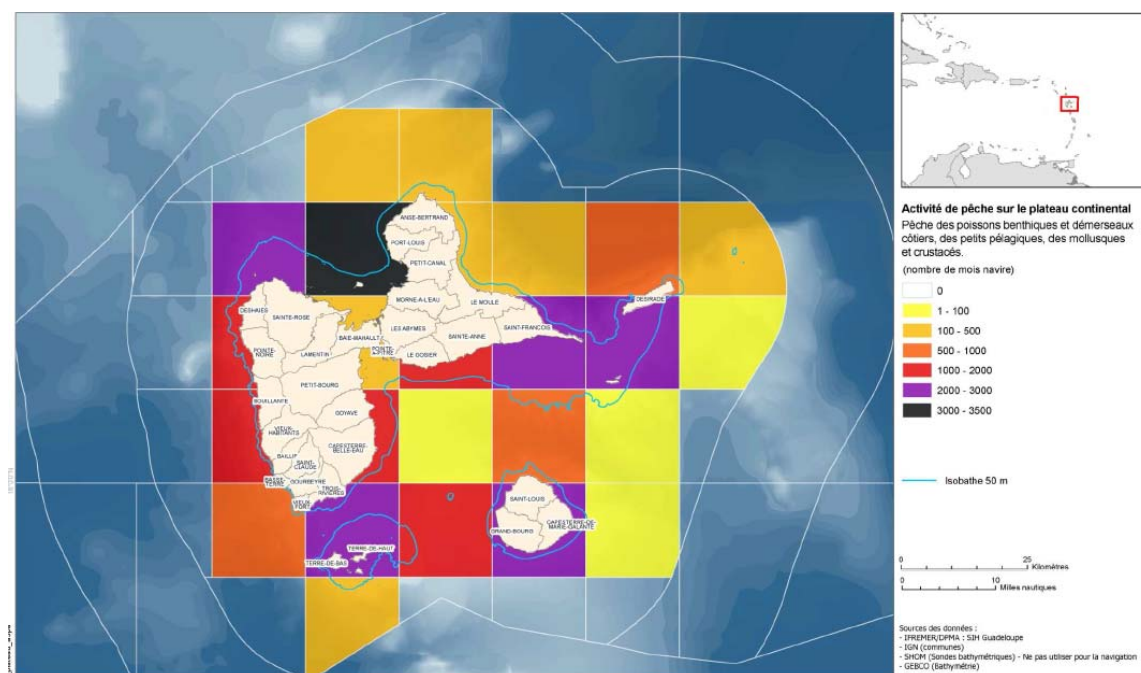 ANSE-BERTRAND
PORT-LOUIS
PETIT-CANAL
MORNE-A-L'EAU
LE MOULE
DESIRADE
DESHAIES
SAINTE-ROSE
LES ABYMES
SAINTE-ANNE
SAINT-FRANCOIS
BAIE-MAHAULT
POINTE-
NOIRE
LAMENTIN
POINTE-
A-PITRE
LE GOSIER
PETIT-BOURG
BOUILLANTE
GOYAVE
VIEUX-
HABITANTS
CAPESTERRE-
BELLE-EAU
BAILLIF
SAINT-
CLAUDE
BASSE-
TERRE
GOURBEYRE
TROIS-
RIVIERES
VIEUX-
FORT
SAINT-LOUIS
GRAND-BOURG
CAPESTERRE-DE-
MARIE-GALANTE
TERRE-DE-HAUT
TERRE-DE-BAS
Activité de pêche sur le plateau continental
Pêche des poissons benthiques et démerseaux
côtiers, des petits pélagiques, des mollusques
et crustacés.
(nombre de mois navire)
0
1 - 100
100 - 500
500 - 1000
1000 - 2000
2000 - 3000
3000 - 3500
Isobathe 50 m
0 25
Kilomètres
0 10
Milles nautiques
Sources des données :
- IFREMER/DPMA : SIH Guadeloupe
- IGN (communes)
- SHOM (Sondes bathymétriques) - Ne pas utiliser pour la navigation
- GEBCO (Bathymétrie)